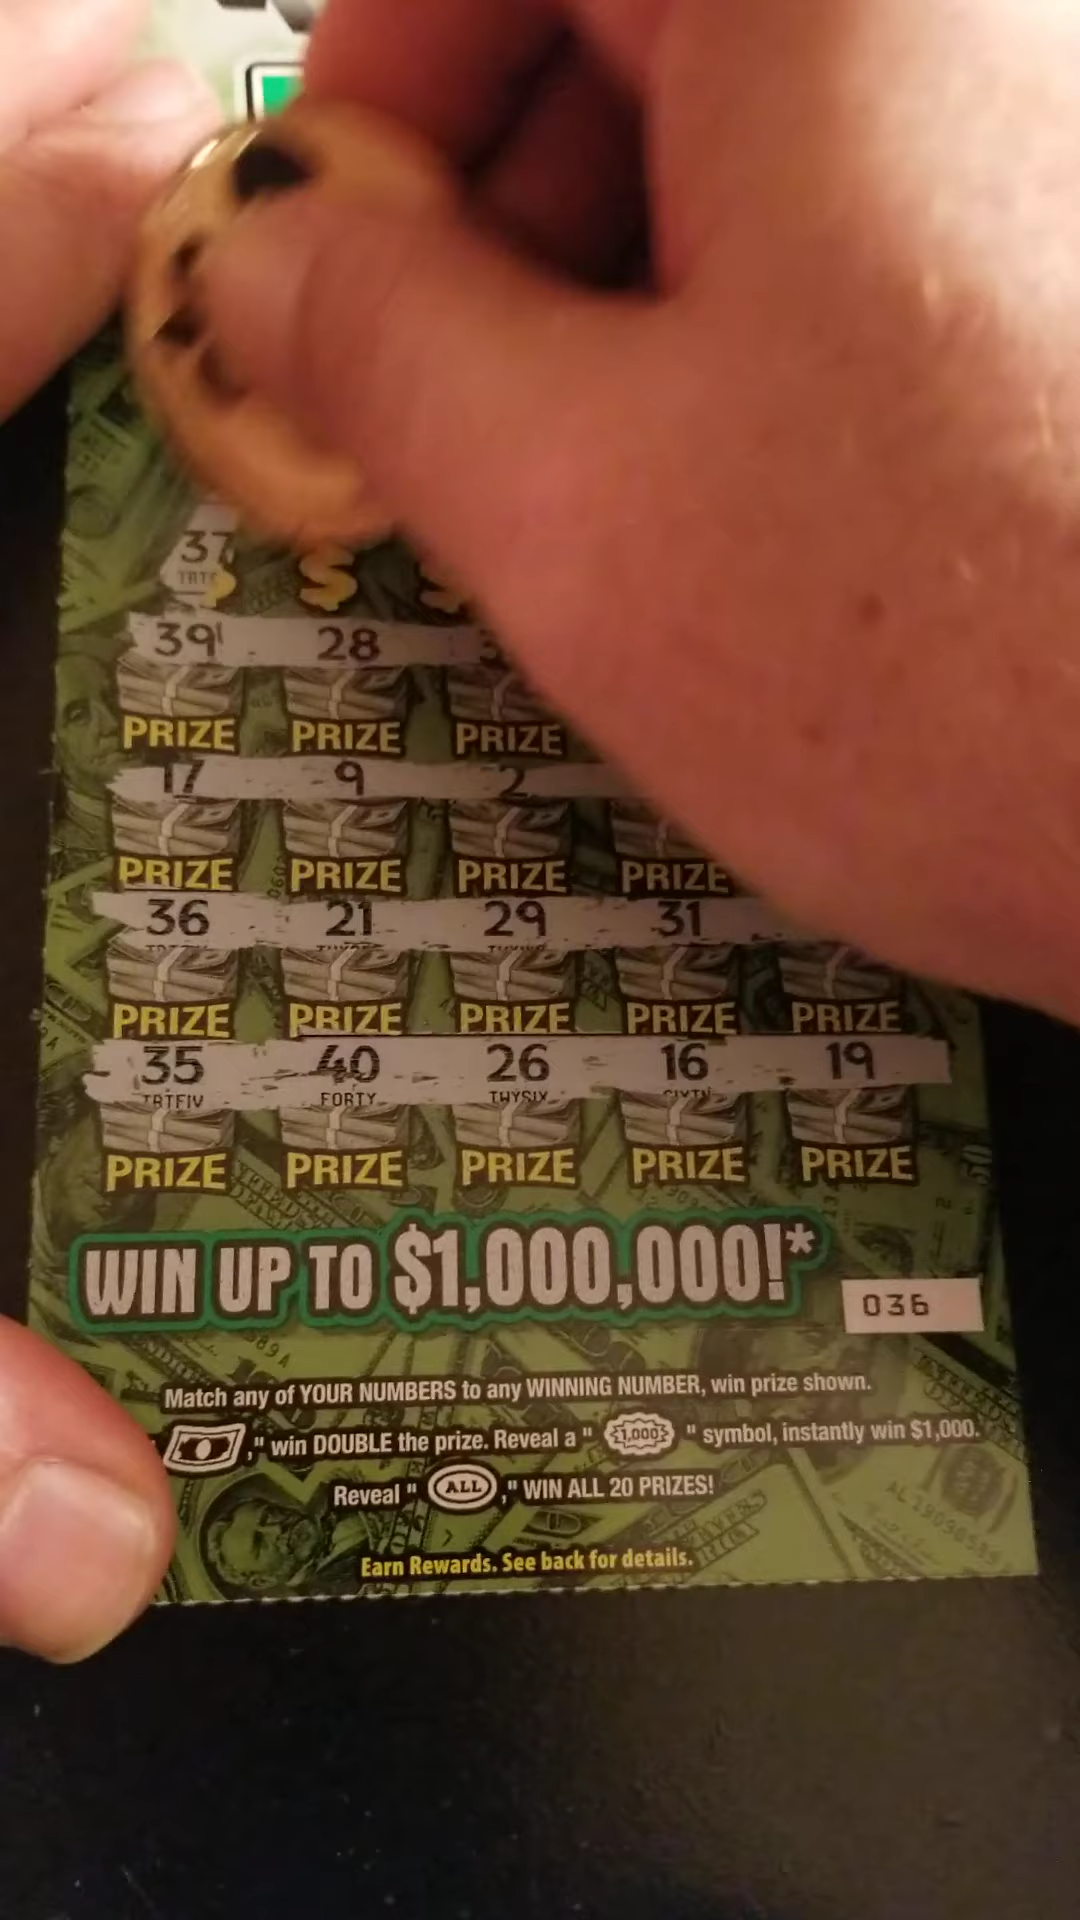 37
39 28
PRIZE PRIZE PRIZE
17 9 2
PRIZE PRIZE PRIZE PRIZE
36 21 29 31
PRIZE PRIZE PRIZE PRIZE PRIZE
35 40 26 16 19
TRTFIV FORTY TWYSIX
PRIZE PRIZE PRIZE PRIZE PRIZE
WIN UP TO $1,000,000!*
036
Match any of YOUR NUMBERS to any WINNING NUMBER, win prize shown.
," win DOUBLE the prize. Reveal a " $1,000 " symbol, instantly win $1,000.
Reveal " ALL ," WIN ALL 20 PRIZES!
Earn Rewards. See back for details.